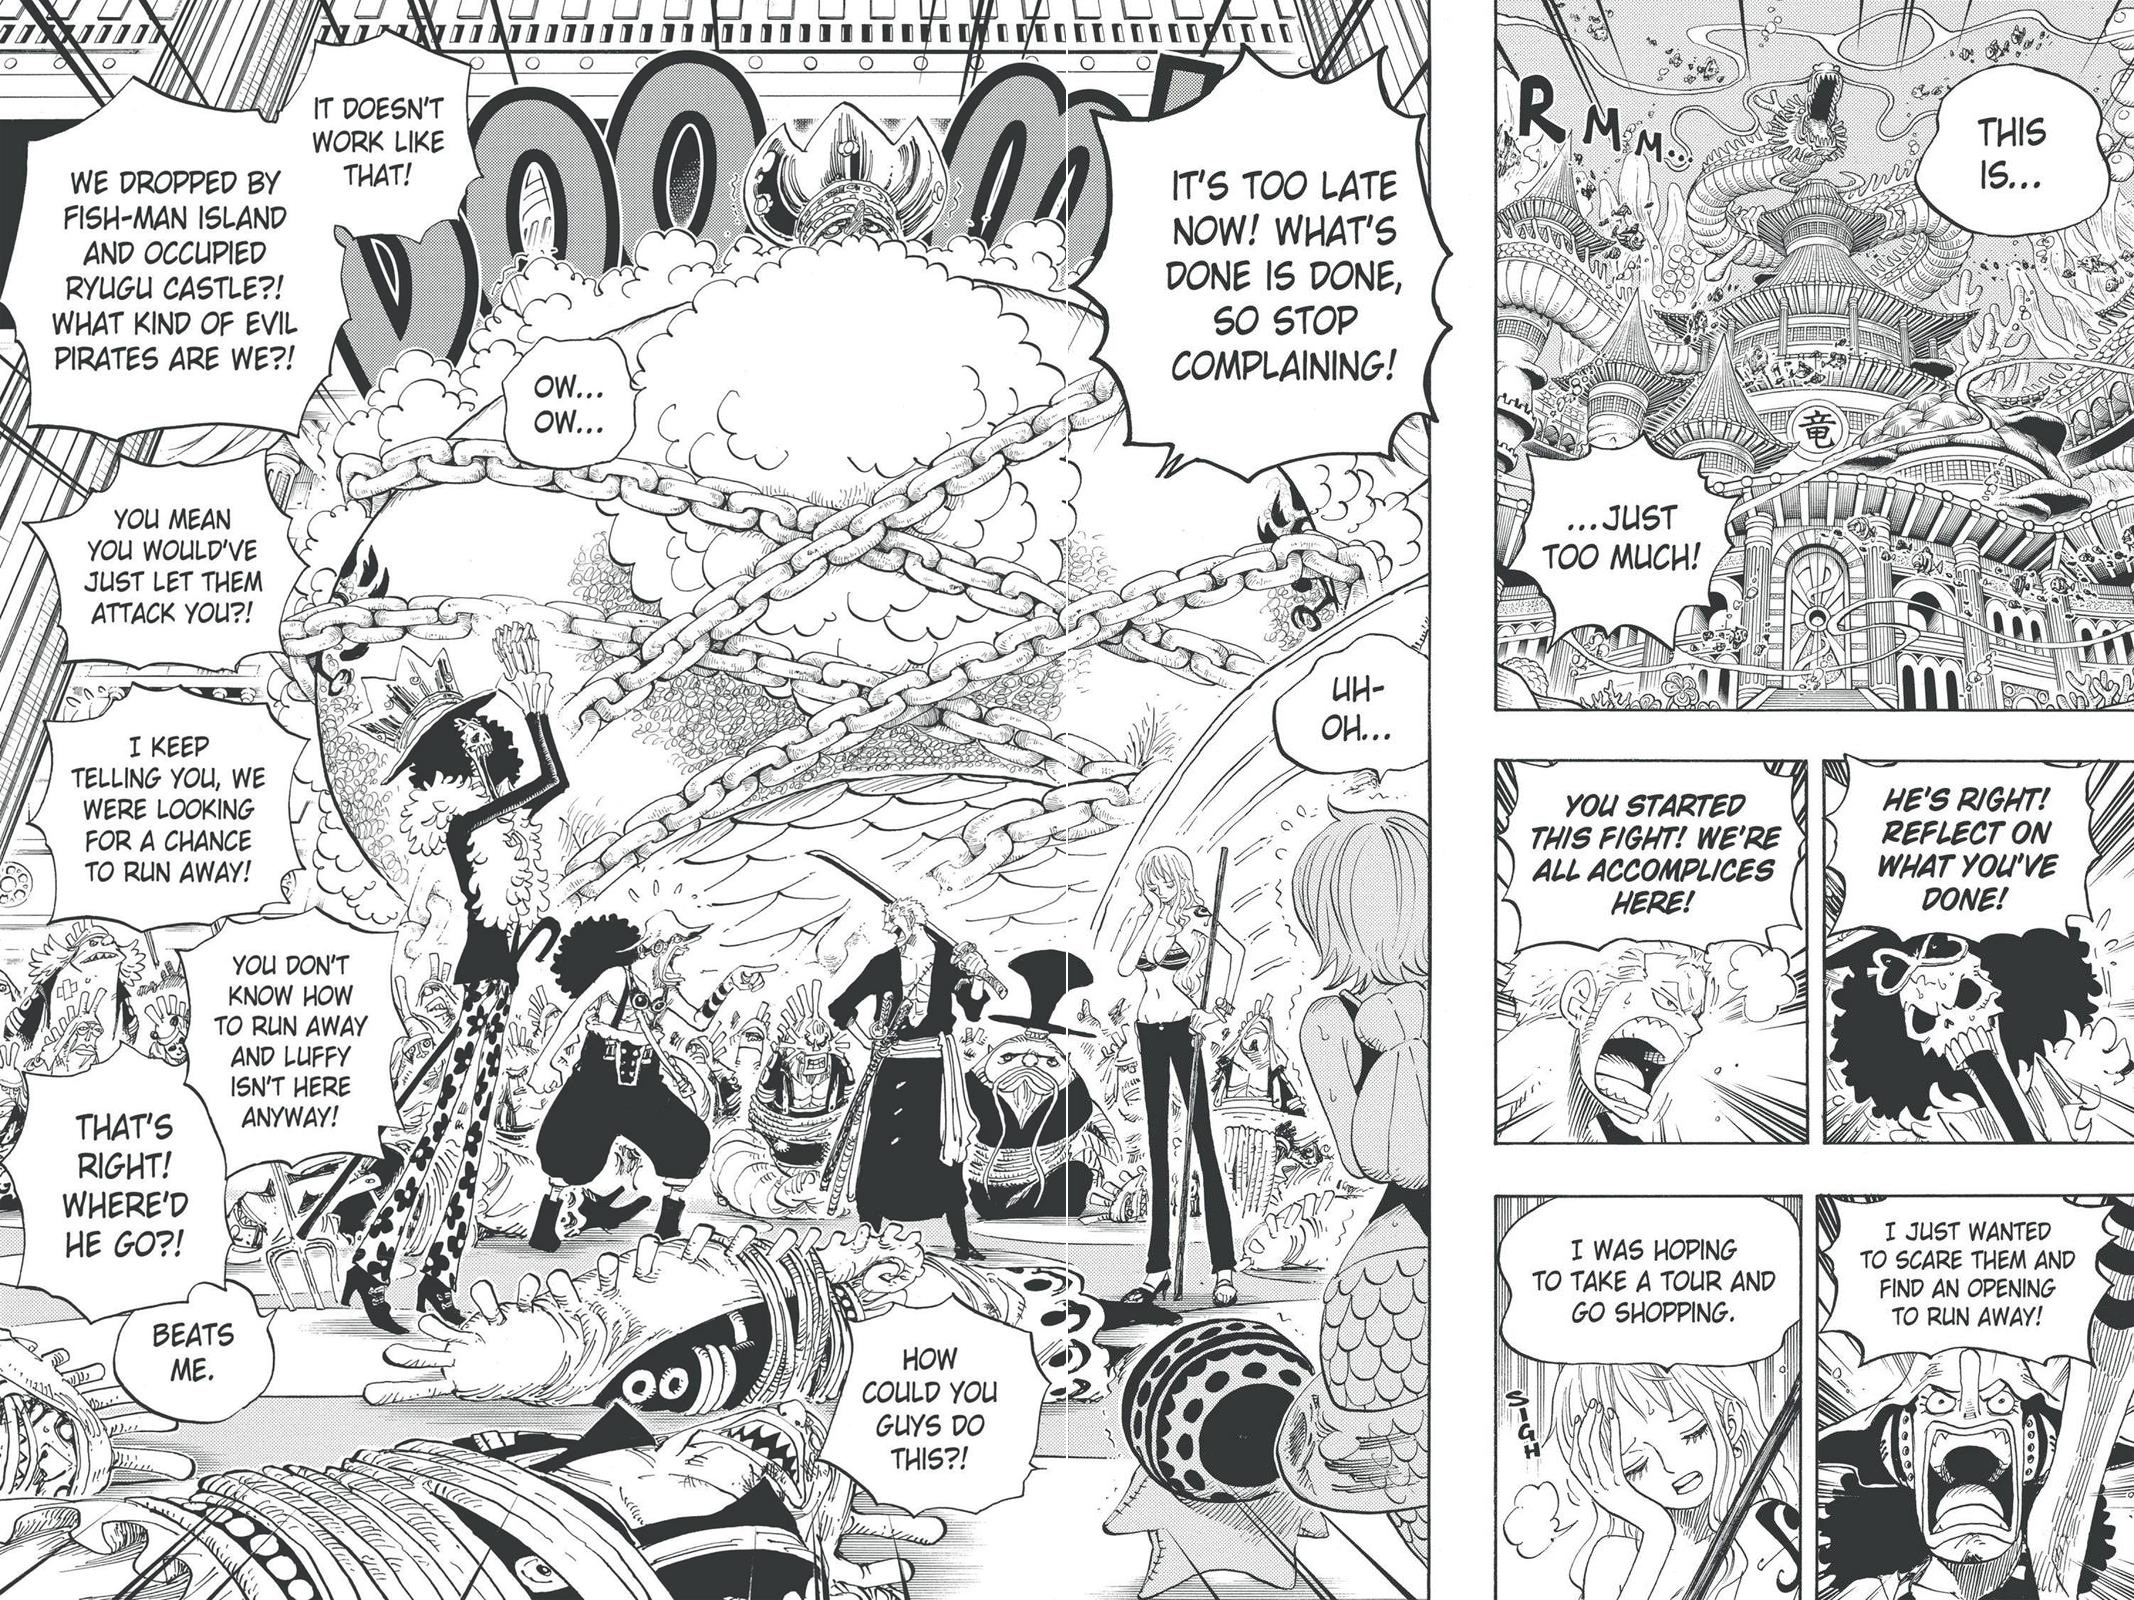 RMMM...
THIS
IS...
竜
...JUST
TOO MUCH!
HE'S RIGHT!
REFLECT ON
WHAT YOU'VE
DONE!
YOU STARTED
THIS FIGHT! WE'RE
ALL ACCOMPLICES
HERE!
I JUST WANTED
TO SCARE THEM AND
FIND AN OPENING
TO RUN AWAY!
I WAS HOPING
TO TAKE A TOUR AND
GO SHOPPING.
SIGH
IT'S TOO LATE
NOW! WHAT'S
DONE IS DONE,
SO STOP
COMPLAINING!
UH-
OH...
OW...
OW...
IT DOESN'T
WORK LIKE
THAT!
WE DROPPED BY
FISH-MAN ISLAND
AND OCCUPIED
RYUGU CASTLE?!
WHAT KIND OF EVIL
PIRATES ARE WE?!
YOU MEAN
YOU WOULD'VE
JUST LET THEM
ATTACK YOU?!
I KEEP
TELLING YOU, WE
WERE LOOKING
FOR A CHANCE
TO RUN AWAY!
YOU DON'T
KNOW HOW
TO RUN AWAY
AND LUFFY
ISN'T HERE
ANYWAY!
THAT'S
RIGHT!
WHERE'D
HE GO?!
BEATS
ME.
HOW
COULD YOU
GUYS DO
THIS?!